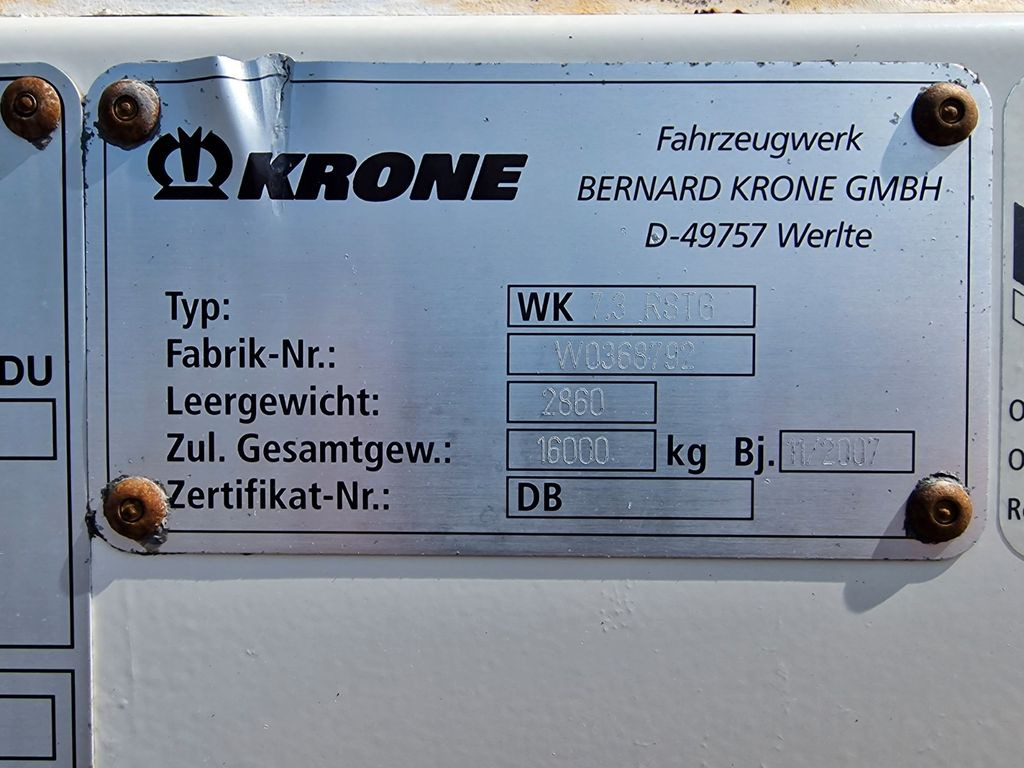 KRONE
Fahrzeugwerk
BERNARD KRONE GMBH
D-49757 Werlte
Typ: WK 7.3 RSTG
Fabrik-Nr.: W0368792
Leergewicht: 2860
Zul. Gesamtgew.: 16000 kg Bj. 11/2007
Zertifikat-Nr.: DB
DU
O
O
R